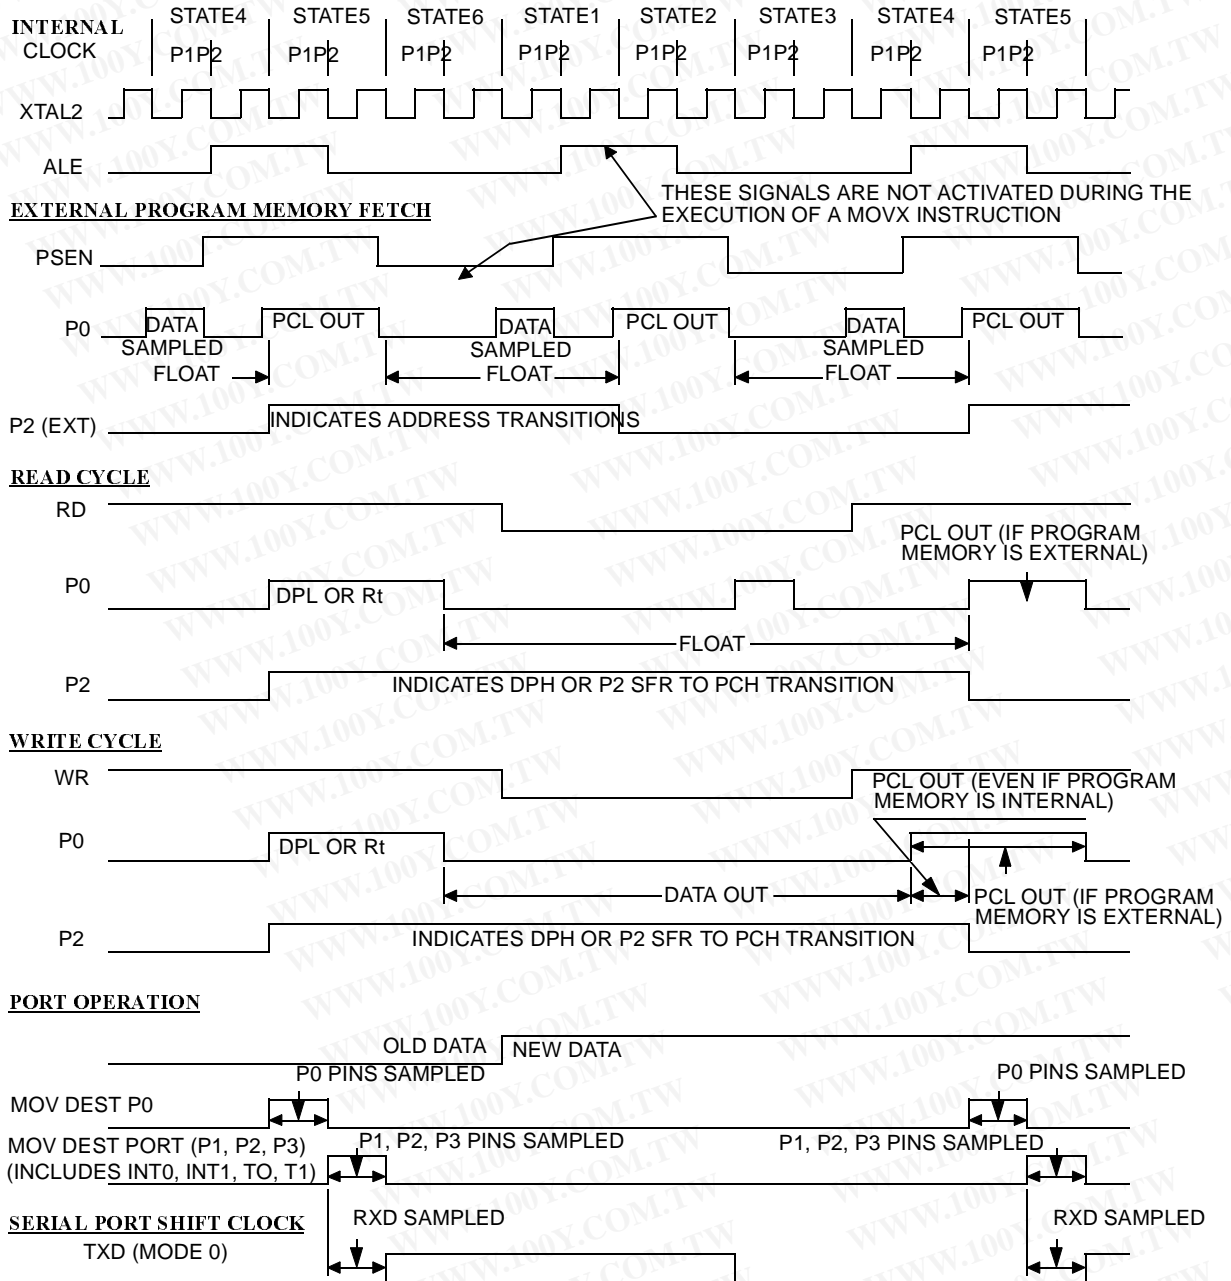 INTERNAL CLOCK
STATE4 STATE5 STATE6 STATE1 STATE2 STATE3 STATE4 STATE5
P1P2 P1P2 P1P2 P1P2 P1P2 P1P2 P1P2 P1P2
XTAL2
ALE
THESE SIGNALS ARE NOT ACTIVATED DURING THE
EXECUTION OF A MOVX INSTRUCTION
EXTERNAL PROGRAM MEMORY FETCH
PSEN
P0 DATA PCL OUT DATA PCL OUT DATA PCL OUT
SAMPLED SAMPLED SAMPLED
FLOAT FLOAT FLOAT
P2 (EXT) INDICATES ADDRESS TRANSITIONS
READ CYCLE
RD
PCL OUT (IF PROGRAM
MEMORY IS EXTERNAL)
P0 DPL OR Rt
FLOAT
P2 INDICATES DPH OR P2 SFR TO PCH TRANSITION
WRITE CYCLE
WR
PCL OUT (EVEN IF PROGRAM
MEMORY IS INTERNAL)
P0 DPL OR Rt
DATA OUT
PCL OUT (IF PROGRAM
MEMORY IS EXTERNAL)
P2 INDICATES DPH OR P2 SFR TO PCH TRANSITION
PORT OPERATION
OLD DATA NEW DATA
P0 PINS SAMPLED P0 PINS SAMPLED
MOV DEST P0
MOV DEST PORT (P1, P2, P3) P1, P2, P3 PINS SAMPLED P1, P2, P3 PINS SAMPLED
(INCLUDES INT0, INT1, TO, T1)
SERIAL PORT SHIFT CLOCK RXD SAMPLED RXD SAMPLED
TXD (MODE 0)
WWW.100Y.COM.TW